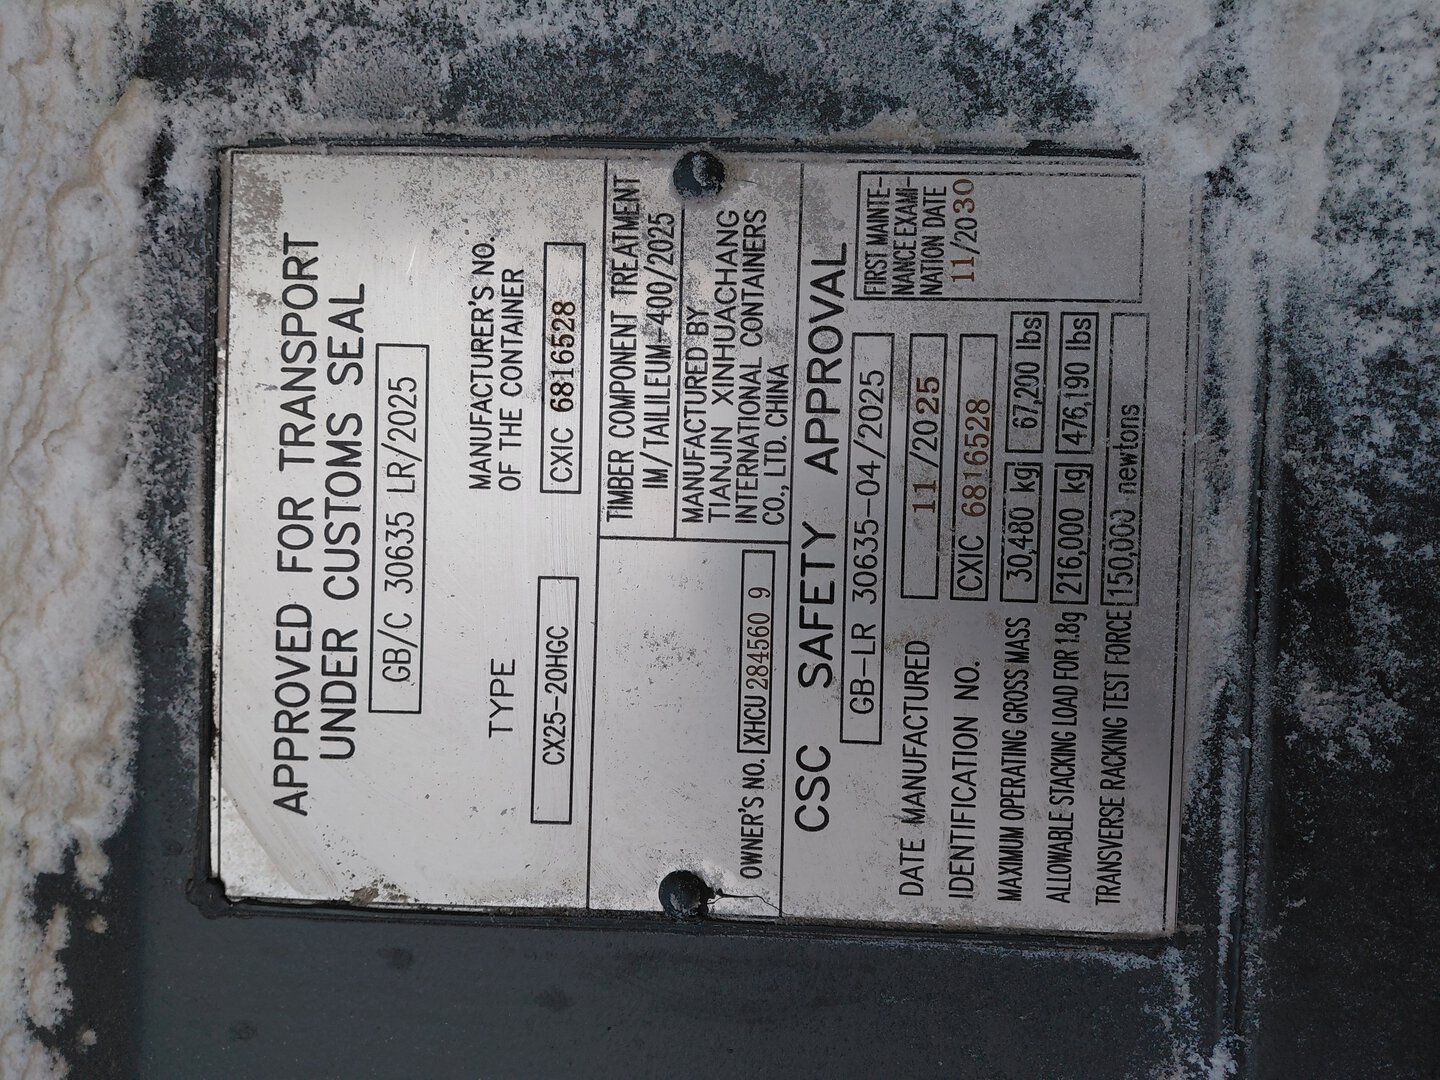 APPROVED FOR TRANSPORT
UNDER CUSTOMS SEAL
GB/C 30635 LR/2025
TYPE
CX25-20HGC
MANUFACTURER'S NO.
OF THE CONTAINER
CXIC 6816528
TIMBER COMPONENT TREATMENT
IM/TAILILEUM-400/2025
MANUFACTURED BY
TIANJIN XINHUACHANG
INTERNATIONAL CONTAINERS
CO., LTD. CHINA
OWNER'S NO. XHCU 284560 9
CSC SAFETY APPROVAL
GB-LR 30635-04/2025
DATE MANUFACTURED 11/2025
IDENTIFICATION NO. CXIC 6816528
MAXIMUM OPERATING GROSS MASS 30,480 kg 67,200 lbs
ALLOWABLE STACKING LOAD FOR 1.8g 216,000 kg 476,190 lbs
TRANSVERSE RACKING TEST FORCE 150,000 newtons
FIRST MAINTE-
NANCE EXAMI-
NATION DATE
11/2030